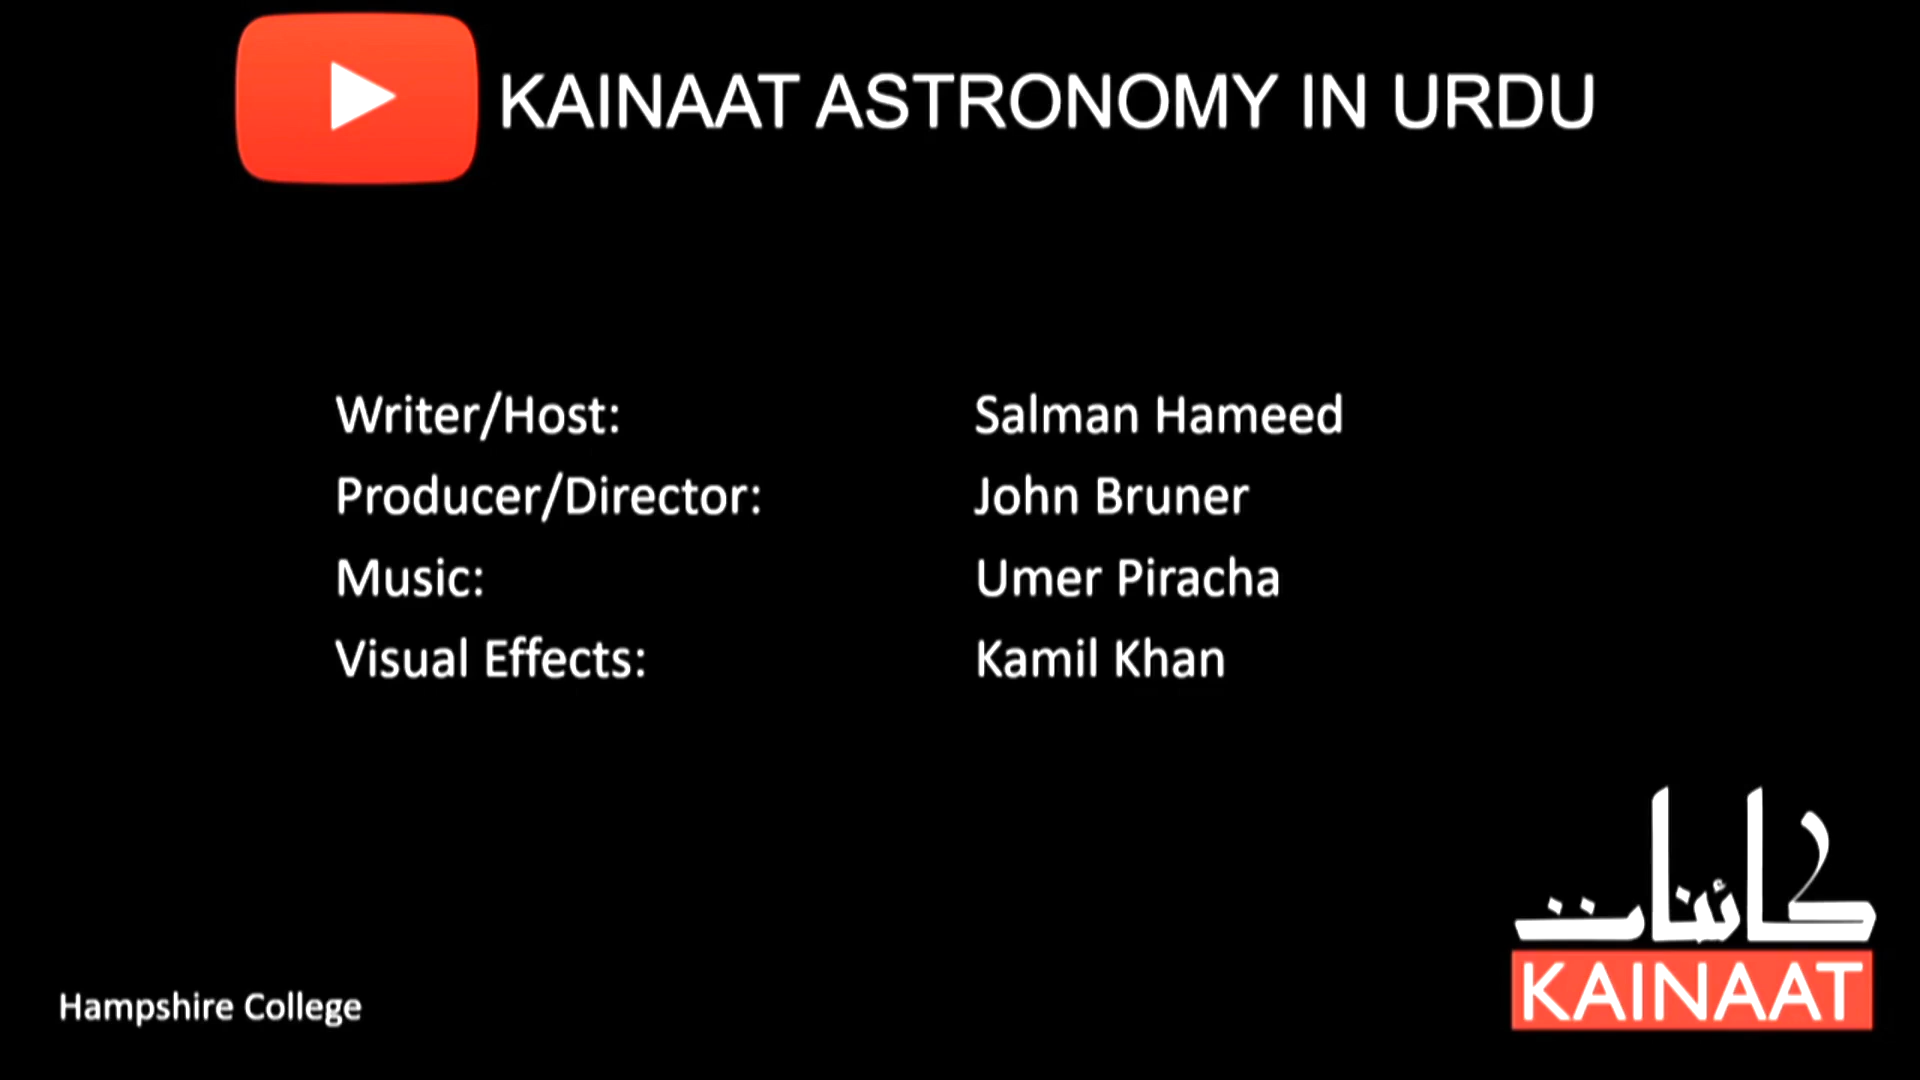 KAINAAT ASTRONOMY IN URDU
Writer/Host: Salman Hameed
Producer/Director: John Bruner
Music: Umer Piracha
Visual Effects: Kamil Khan
کائنات
KAINAAT
Hampshire College